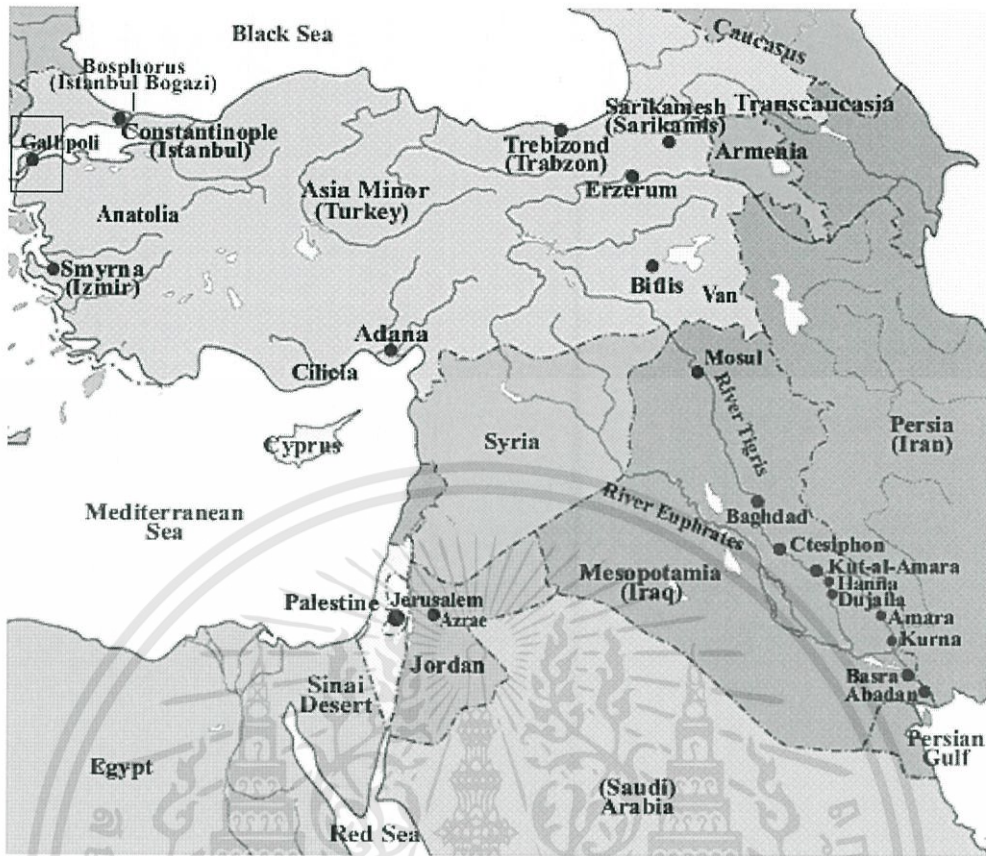 Black Sea
Caucasus
Bosphorus
(Istanbul Bogazi)
Sarikamesh
(Sarikamis)
Transcaucasia
Gallipoli
Constantinople
(Istanbul)
Trebizond
(Trabzon)
Armenia
Erzerum
Asia Minor
(Turkey)
Anatolia
Smyrna
(Izmir)
Bitlis
Van
Adana
Cilicia
Mosul
River Tigris
Persia
(Iran)
Cyprus
Syria
Mediterranean
Sea
River Euphrates
Baghdad
Ctesiphon
Kut-al-Amara
Hanna
Dujaila
Mesopotamia
(Iraq)
Palestine
Jerusalem
Azrae
Amara
Kurna
Jordan
Sinai
Desert
Basra
Abadan
Persian
Gulf
Egypt
(Saudi)
Arabia
Red Sea